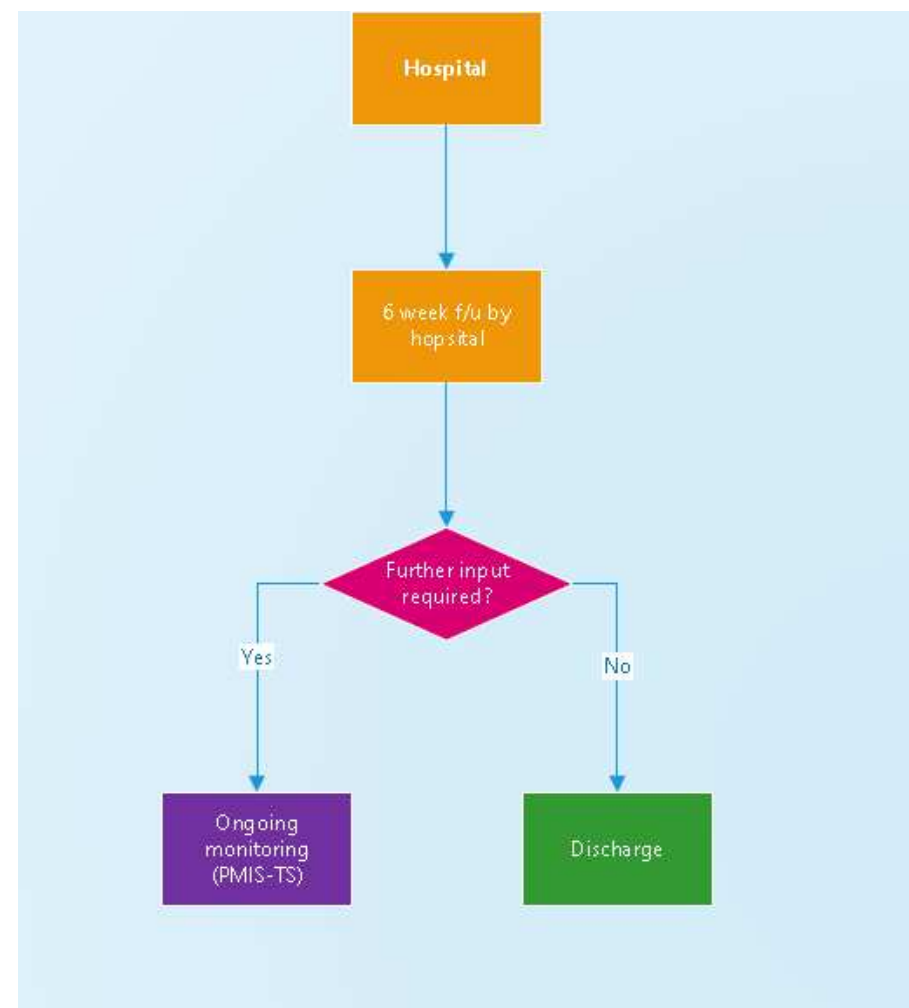 Hospital
6 week f/u by
hopsital
Further input
required?
Yes
No
Ongoing
monitoring
(PMIS-TS)
Discharge